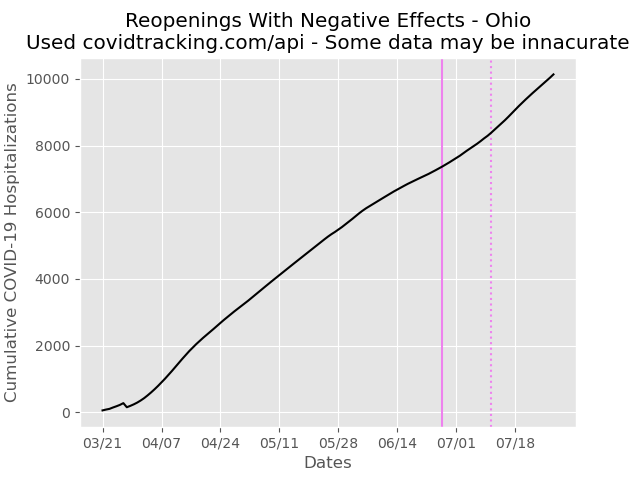 Reopenings With Negative Effects - Ohio
Used covidtracking.com/api - Some data may be innacurate
Cumulative COVID-19 Hospitalizations
10000
8000
6000
4000
2000
0
03/21 04/07 04/24 05/11 05/28 06/14 07/01 07/18
Dates